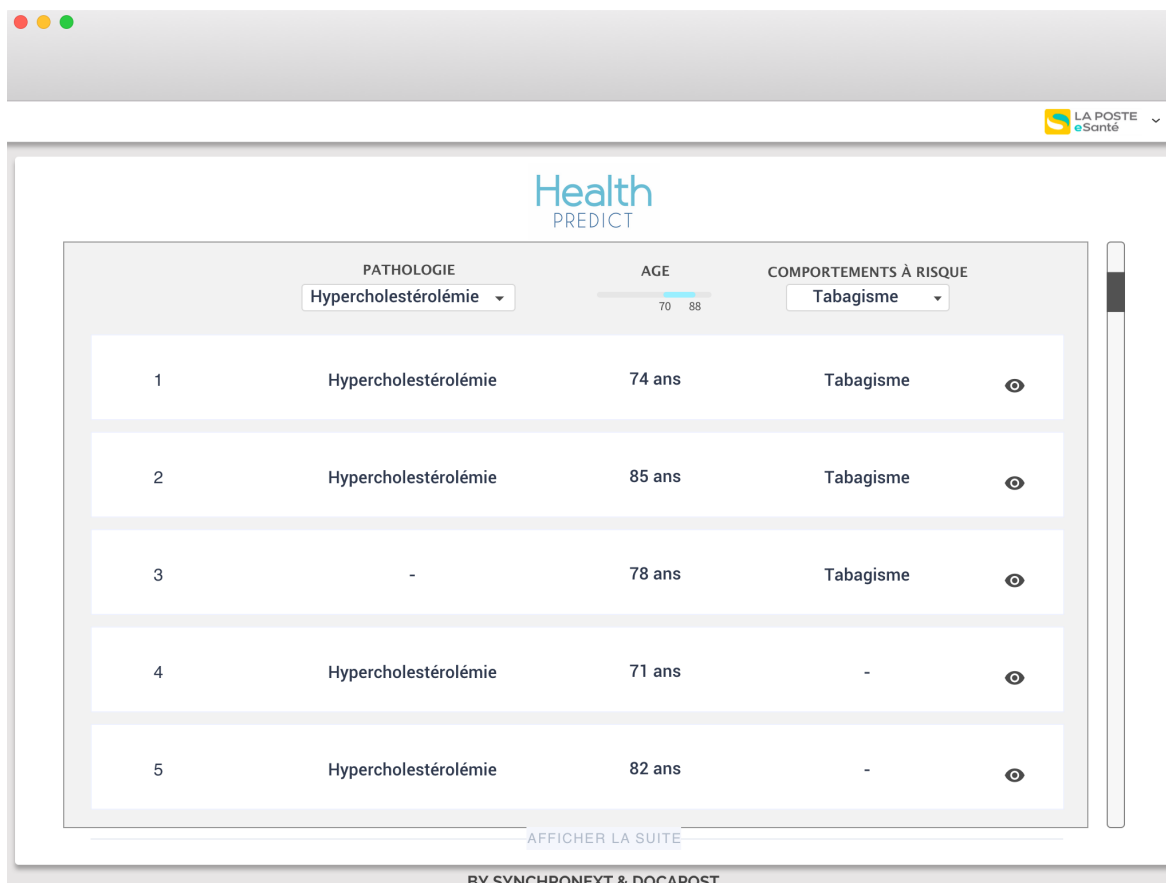 LA POSTE
eSanté
Health
PREDICT
PATHOLOGIE AGE COMPORTEMENTS À RISQUE
Hypercholestérolémie Tabagisme
70 88
1 Hypercholestérolémie 74 ans Tabagisme
2 Hypercholestérolémie 85 ans Tabagisme
3 - 78 ans Tabagisme
4 Hypercholestérolémie 71 ans -
5 Hypercholestérolémie 82 ans -
AFFICHER LA SUITE
BY SYNCHRONEXT & DOCAPOST